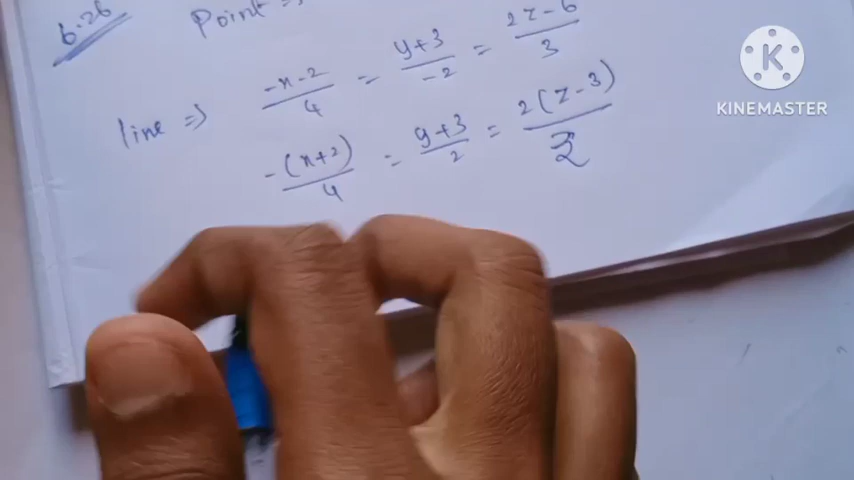 6.26
Point ⇒
-x-2/4 = y+3/-2 = 2z-6/3
line ⇒
-(x+2)/4 = y+3/2 = 2(z-3)/3
KINEMASTER